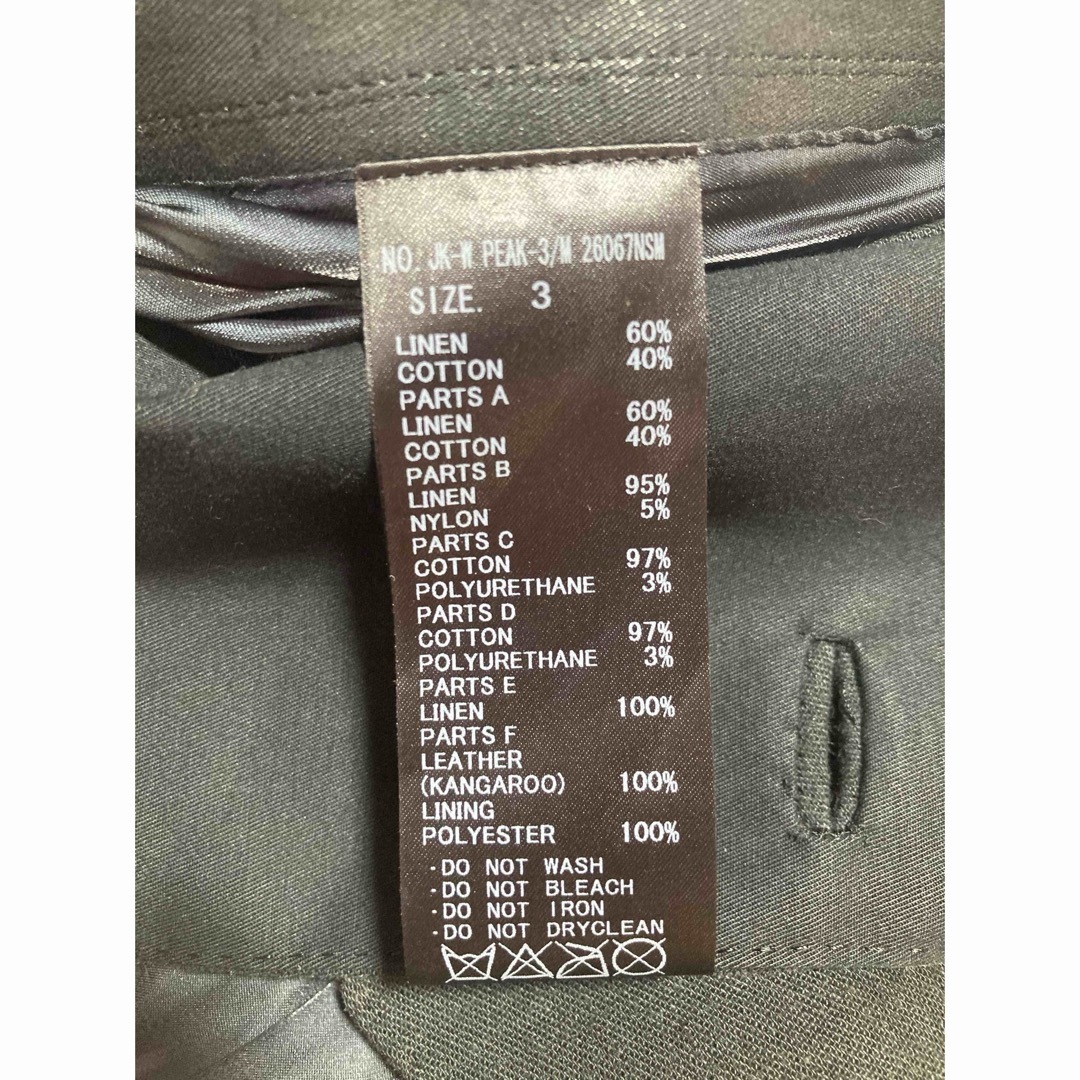 NO. JK-W PEAK-3/M 26067NSM
SIZE. 3
LINEN 60%
COTTON 40%
PARTS A
LINEN 60%
COTTON 40%
PARTS B
LINEN 95%
NYLON 5%
PARTS C
COTTON 97%
POLYURETHANE 3%
PARTS D
COTTON 97%
POLYURETHANE 3%
PARTS E
LINEN 100%
PARTS F
LEATHER
(KANGAROO) 100%
LINING
POLYESTER 100%
・DO NOT WASH
・DO NOT BLEACH
・DO NOT IRON
・DO NOT DRYCLEAN